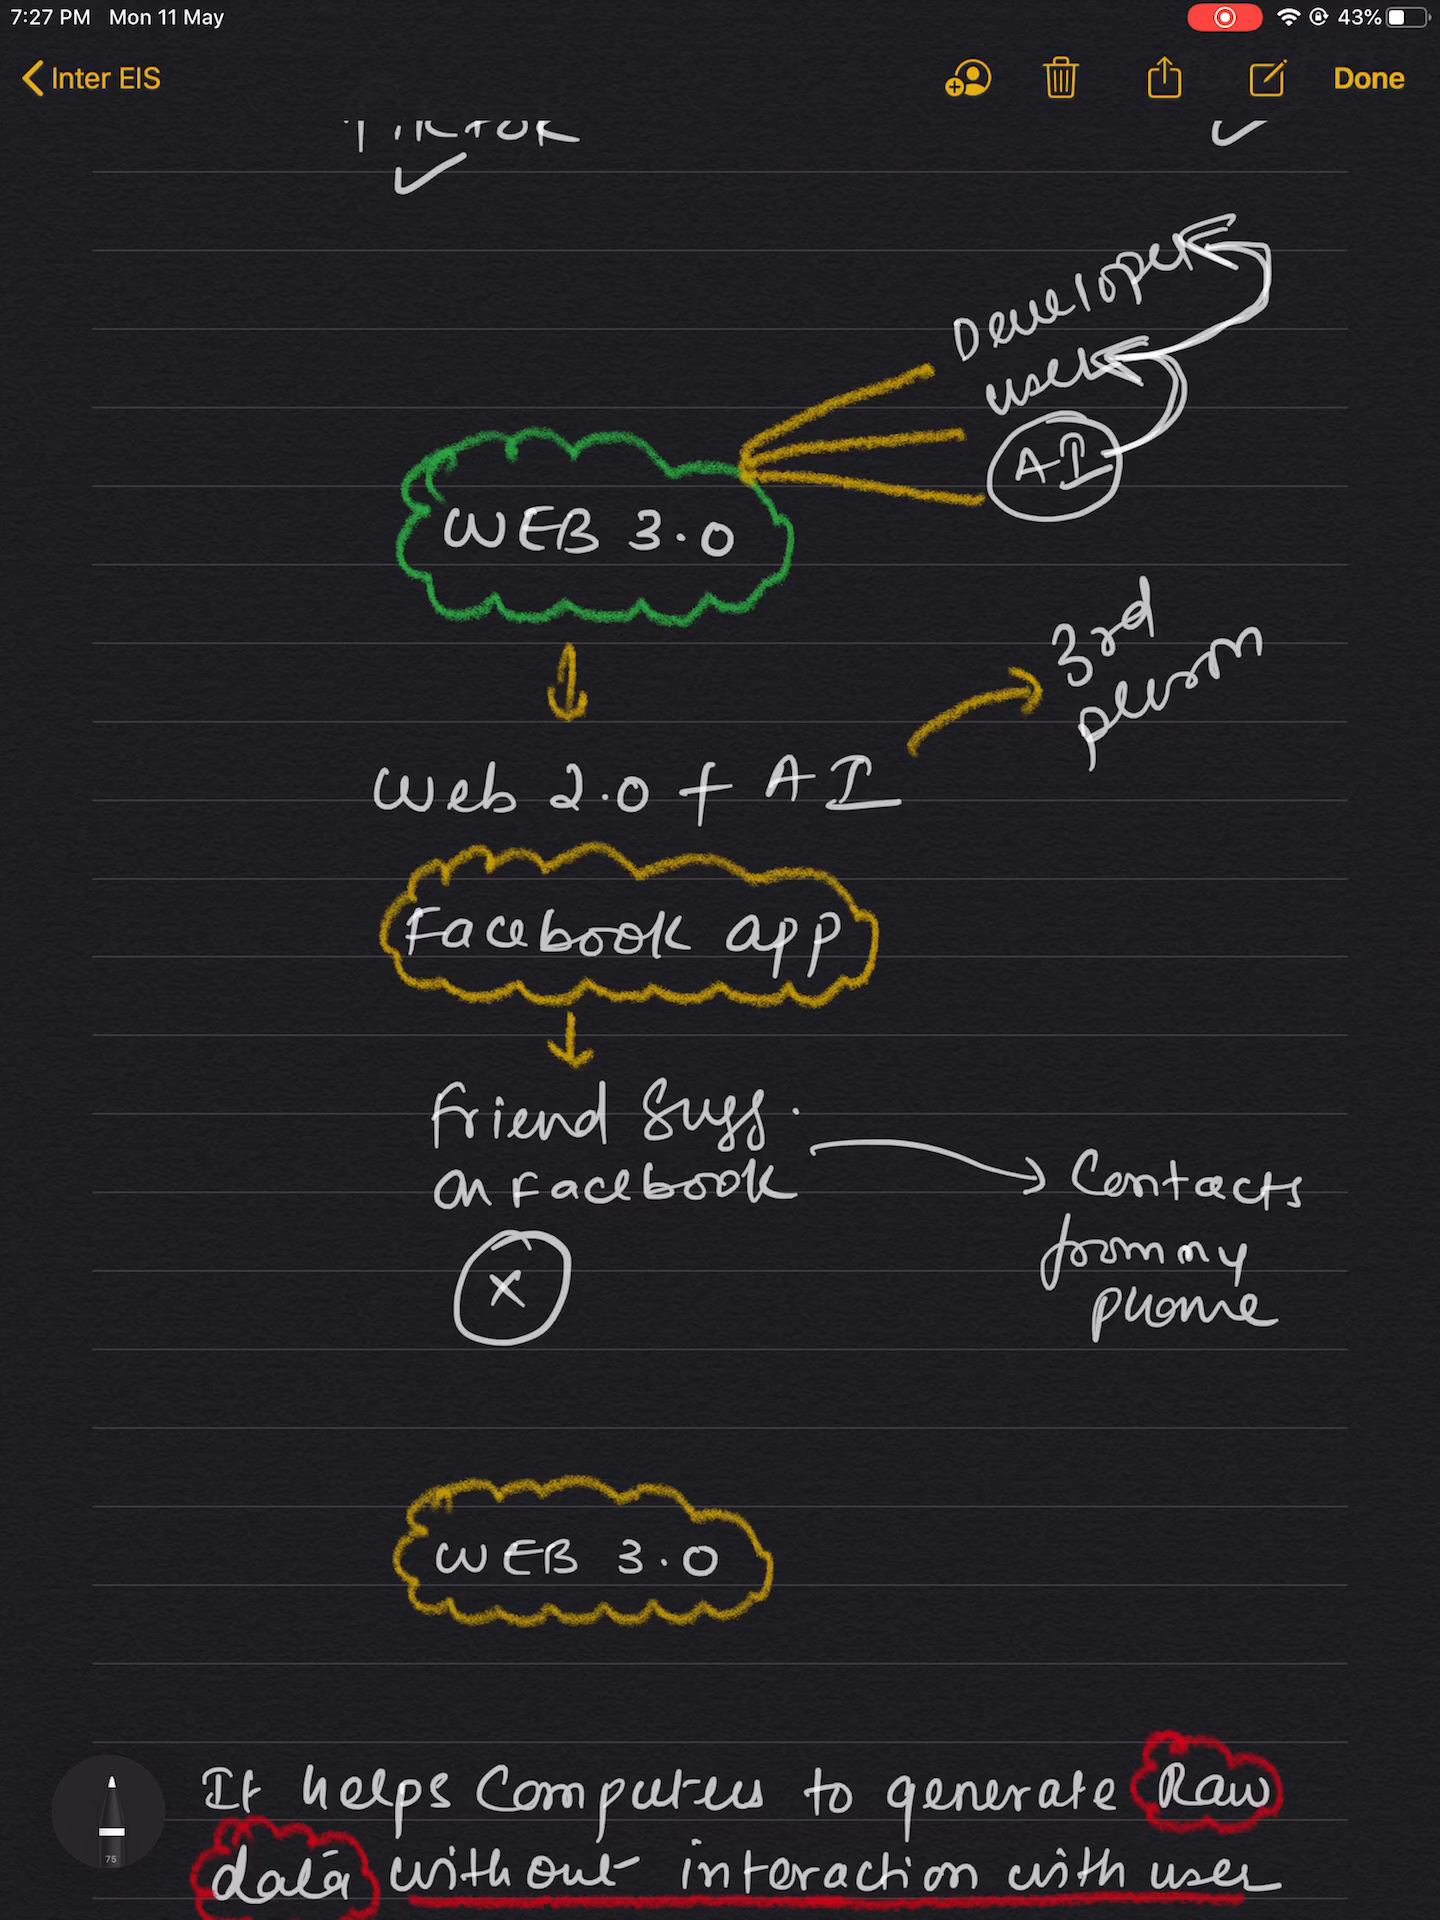 7:27 PM Mon 11 May
43%
Inter EIS
Done
TikTok
Developer
user
AI
WEB 3.0
3rd
person
Web 2.0 + AI
Facebook app
Friend Sugg.
on Facebook
X
Contacts
from my
phone
WEB 3.0
75
It helps Computers to generate Raw
data without interaction with user